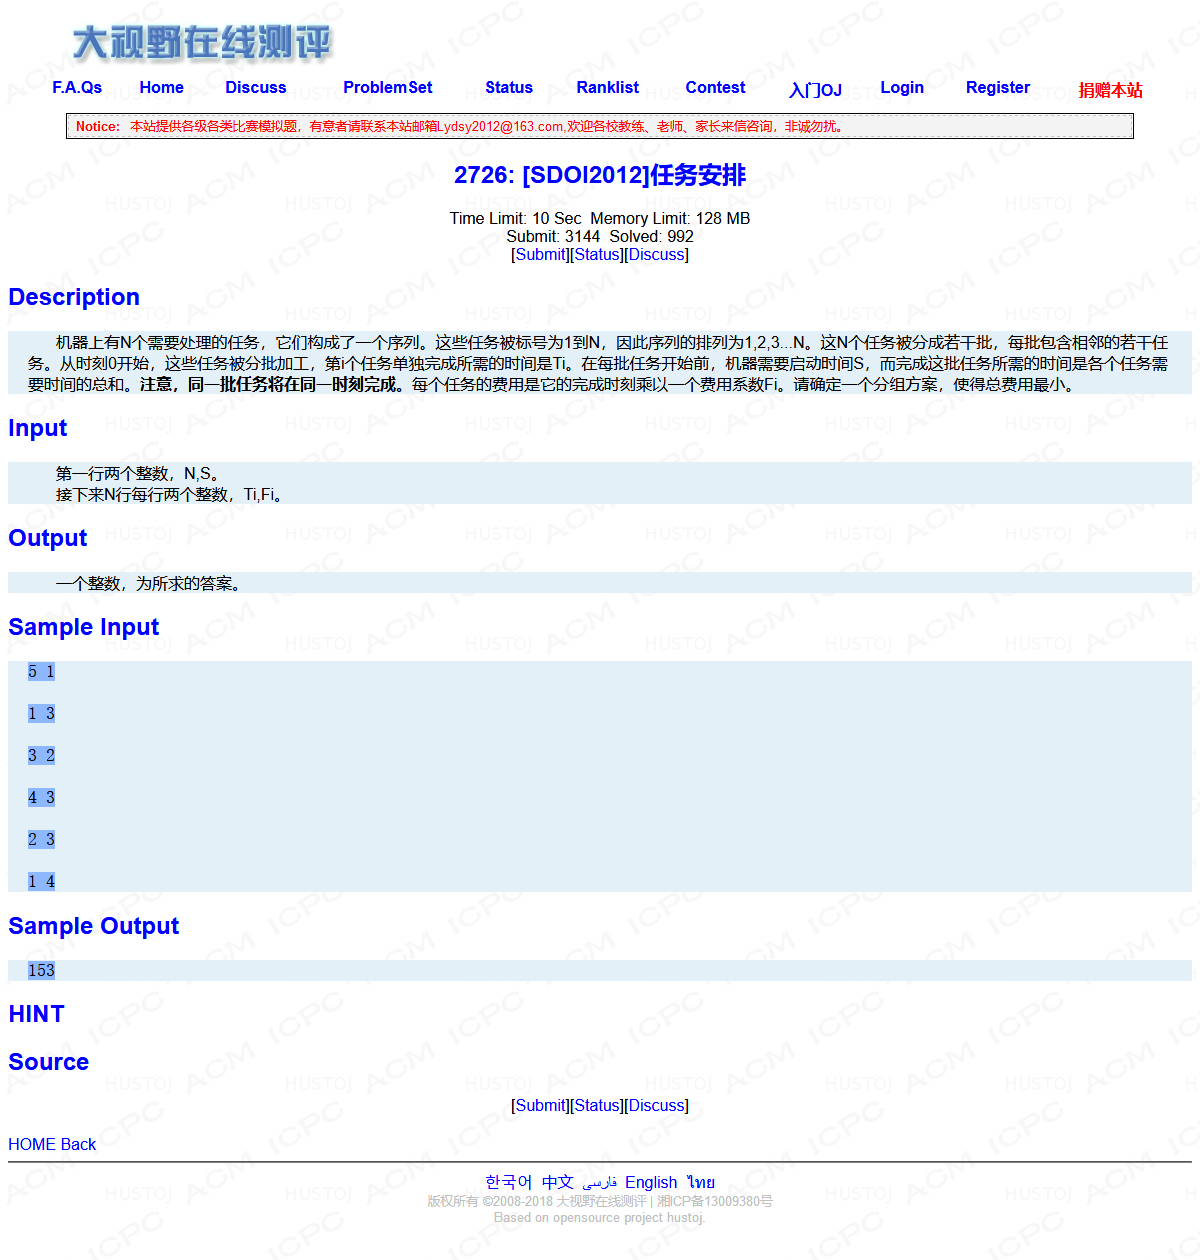 大视野在线测评
F.A.Qs Home Discuss ProblemSet Status Ranklist Contest 入门OJ Login Register 捐赠本站
Notice: 本站提供各级各类比赛模拟题，有意者请联系本站邮箱Lydsy2012@163.com,欢迎各校教练、老师、家长来信咨询，非诚勿扰。
2726: [SDOI2012]任务安排
Time Limit: 10 Sec Memory Limit: 128 MB
Submit: 3144 Solved: 992
[Submit][Status][Discuss]
Description
机器上有N个需要处理的任务，它们构成了一个序列。这些任务被标号为1到N，因此序列的排列为1,2,3...N。这N个任务被分成若干批，每批包含相邻的若干任
务。从时刻0开始，这些任务被分批加工，第i个任务单独完成所需的时间是Ti。在每批任务开始前，机器需要启动时间S，而完成这批任务所需的时间是各个任务需
要时间的总和。注意，同一批任务将在同一时刻完成。每个任务的费用是它的完成时刻乘以一个费用系数Fi。请确定一个分组方案，使得总费用最小。
Input
第一行两个整数，N,S。
接下来N行每行两个整数，Ti,Fi。
Output
一个整数，为所求的答案。
Sample Input
5 1
1 3
3 2
4 3
2 3
1 4
Sample Output
153
HINT
Source
[Submit][Status][Discuss]
HOME Back
한국어 中文 فارسی English ไทย
版权所有 ©2008-2018 大视野在线测评 | 湘ICP备13009380号
Based on opensource project hustoj.